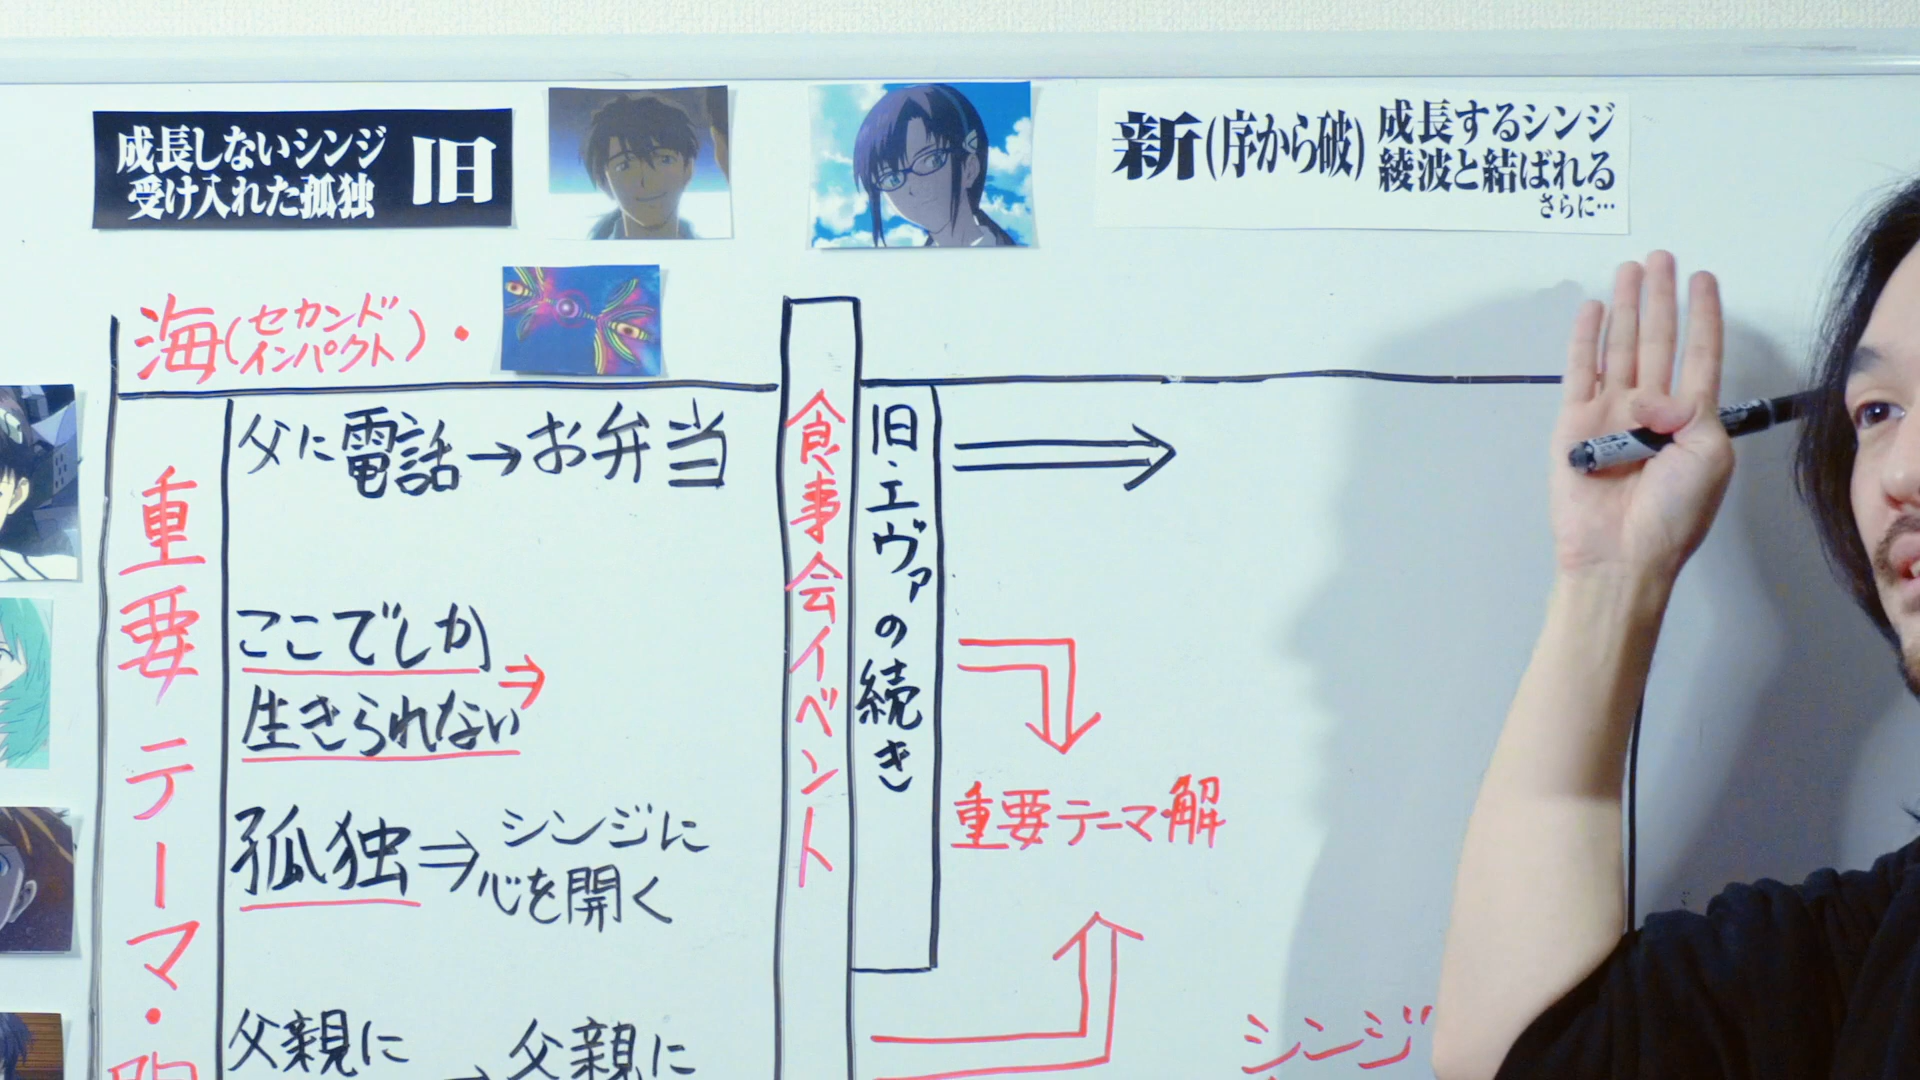 成長しないシンジ
受け入れた孤独
旧
新(序から破)
成長するシンジ
綾波と結ばれる
さらに…
海(セカンドインパクト)・
重要テーマ・
父に電話→お弁当
ここでしか
生きられない⇒
孤独⇒シンジに
心を開く
父親に
父親に
食事会イベント
旧・エヴァの続き
重要テーマ解
シンジ